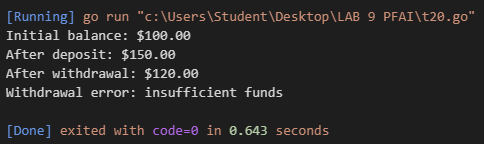 [Running] go run "c:\Users\Student\Desktop\LAB 9 PFAI\t20.go"
Initial balance: $100.00
After deposit: $150.00
After withdrawal: $120.00
Withdrawal error: insufficient funds
[Done] exited with code=0 in 0.643 seconds